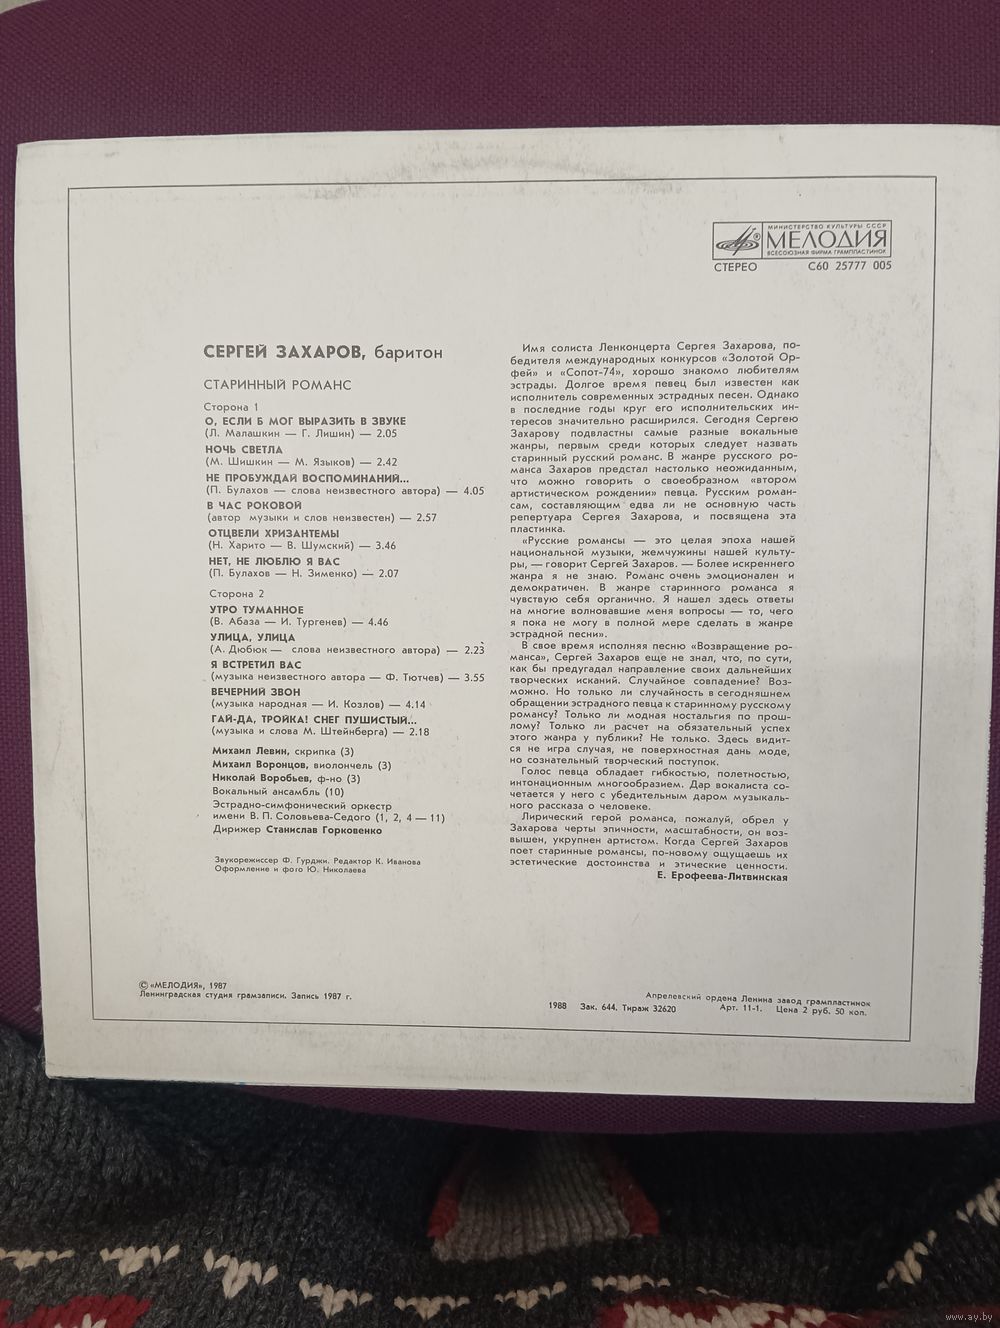 МИНИСТЕРСТВО КУЛЬТУРЫ СССР
МЕЛОДИЯ
ВСЕСОЮЗНАЯ ФИРМА ГРАМПЛАСТИНОК
СТЕРЕО С60 25777 005
СЕРГЕЙ ЗАХАРОВ, баритон
СТАРИННЫЙ РОМАНС
Сторона 1
О, ЕСЛИ Б МОГ ВЫРАЗИТЬ В ЗВУКЕ
(Л. Малашкин — Г. Лишин) — 2.05
НОЧЬ СВЕТЛА
(М. Шишкин — М. Языков) — 2.42
НЕ ПРОБУЖДАЙ ВОСПОМИНАНИЙ...
(П. Булахов — слова неизвестного автора) — 4.05
В ЧАС РОКОВОЙ
(автор музыки и слов неизвестен) — 2.57
ОТЦВЕЛИ ХРИЗАНТЕМЫ
(Н. Харито — В. Шумский) — 3.46
НЕТ, НЕ ЛЮБЛЮ Я ВАС
(П. Булахов — Н. Зименко) — 2.07
Сторона 2
УТРО ТУМАННОЕ
(В. Абаза — И. Тургенев) — 4.46
УЛИЦА, УЛИЦА
(А. Дюбюк — слова неизвестного автора) — 2.23
Я ВСТРЕТИЛ ВАС
(музыка неизвестного автора — Ф. Тютчев) — 3.55
ВЕЧЕРНИЙ ЗВОН
(музыка народная — И. Козлов) — 4.14
ГАЙ-ДА, ТРОЙКА! СНЕГ ПУШИСТЫЙ...
(музыка и слова М. Штейнберга) — 2.18
Михаил Левин, скрипка (3)
Михаил Воронцов, виолончель (3)
Николай Воробьев, ф-но (3)
Вокальный ансамбль (10)
Эстрадно-симфонический оркестр
имени В. П. Соловьева-Седого (1, 2, 4 — 11)
Дирижер Станислав Горковенко
Звукорежиссер Ф. Гурджи. Редактор К. Иванова
Оформление и фото Ю. Николаева
Имя солиста Ленконцерта Сергея Захарова, по-
бедителя международных конкурсов «Золотой Ор-
фей» и «Сопот-74», хорошо знакомо любителям
эстрады. Долгое время певец был известен как
исполнитель современных эстрадных песен. Однако
в последние годы круг его исполнительских ин-
тересов значительно расширился. Сегодня Сергею
Захарову подвластны самые разные вокальные
жанры, первым среди которых следует назвать
старинный русский романс. В жанре русского ро-
манса Захаров предстал настолько неожиданным,
что можно говорить о своеобразном «втором
артистическом рождении» певца. Русским роман-
сам, составляющим едва ли не основную часть
репертуара Сергея Захарова, и посвящена эта
пластинка.
«Русские романсы — это целая эпоха нашей
национальной музыки, жемчужины нашей культу-
ры, — говорит Сергей Захаров. — Более искреннего
жанра я не знаю. Романс очень эмоционален и
демократичен. В жанре старинного романса я
чувствую себя органично. Я нашел здесь ответы
на многие волновавшие меня вопросы — то, чего
я пока не могу в полной мере сделать в жанре
эстрадной песни».
В свое время исполняя песню «Возвращение ро-
манса», Сергей Захаров еще не знал, что, по сути,
как бы предугадал направление своих дальнейших
творческих исканий. Случайное совпадение? Воз-
можно. Но только ли случайность в сегодняшнем
обращении эстрадного певца к старинному русскому
романсу? Только ли модная ностальгия по прош-
лому? Только ли расчет на обязательный успех
этого жанра у публики? Не только. Здесь видит-
ся не игра случая, не поверхностная дань моде,
но сознательный творческий поступок.
Голос певца обладает гибкостью, полетностью,
интонационным многообразием. Дар вокалиста со-
четается у него с убедительным даром музыкаль-
ного рассказа о человеке.
Лирический герой романса, пожалуй, обрел у
Захарова черты эпичности, масштабности, он воз-
вышен, укрупнен артистом. Когда Сергей Захаров
поет старинные романсы, по-новому ощущаешь их
эстетические достоинства и этические ценности.
Е. Ерофеева-Литвинская
© «МЕЛОДИЯ», 1987
Ленинградская студия грамзаписи. Запись 1987 г.
Апрелевский ордена Ленина завод грампластинок
1988 Зак. 644. Тираж 32620 Арт. 11-1. Цена 2 руб. 50 коп.
www.ay.by